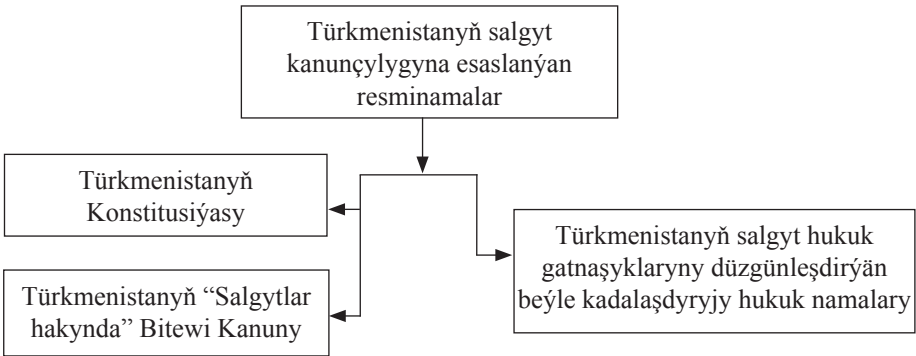 Türkmenistanyň salgyt
kanunçylygyna esaslanýan
resminamalar
Türkmenistanyň
Konstitusiýasy
Türkmenistanyň “Salgytlar
hakynda” Bitewi Kanuny
Türkmenistanyň salgyt hukuk
gatnaşyklaryny düzgünleşdirýän
beýle kadalaşdyryjy hukuk namalary